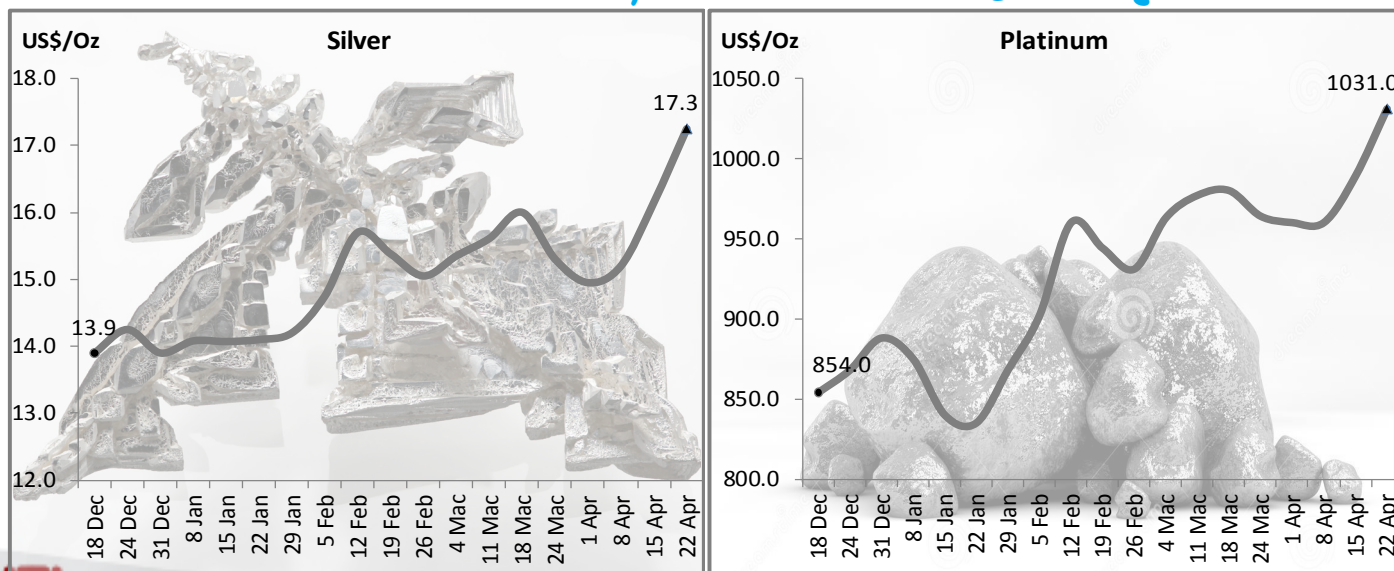 US$/Oz
Silver
18.0
17.0
16.0
15.0
14.0
13.0
12.0
13.9
17.3
18 Dec
24 Dec
31 Dec
8 Jan
15 Jan
22 Jan
29 Jan
5 Feb
12 Feb
19 Feb
26 Feb
4 Mac
11 Mac
18 Mac
24 Mac
1 Apr
8 Apr
15 Apr
22 Apr
US$/Oz
Platinum
1050.0
1000.0
950.0
900.0
850.0
800.0
854.0
1031.0
18 Dec
24 Dec
31 Dec
8 Jan
15 Jan
22 Jan
29 Jan
5 Feb
12 Feb
19 Feb
26 Feb
4 Mac
11 Mac
18 Mac
24 Mac
1 Apr
8 Apr
15 Apr
22 Apr